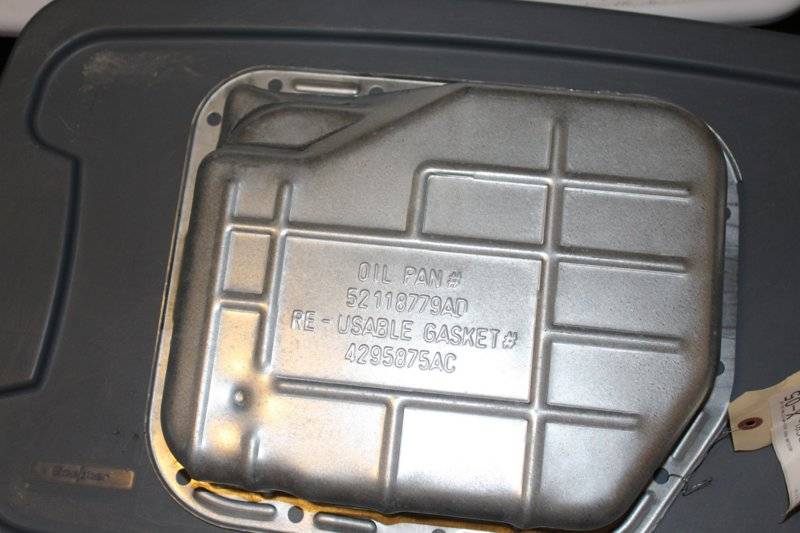 OIL PAN#
52118779AD
RE-USABLE GASKET#
4295875AC